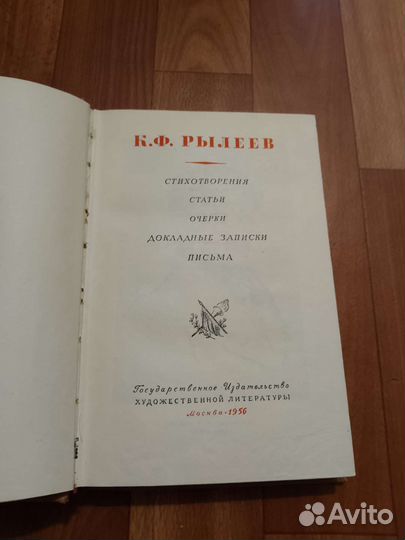 К.Ф. РЫЛЕЕВ
СТИХОТВОРЕНИЯ
СТАТЬИ
ОЧЕРКИ
ДОКЛАДНЫЕ ЗАПИСКИ
ПИСЬМА
Государственное Издательство
ХУДОЖЕСТВЕННОЙ ЛИТЕРАТУРЫ
Москва - 1956
Avito